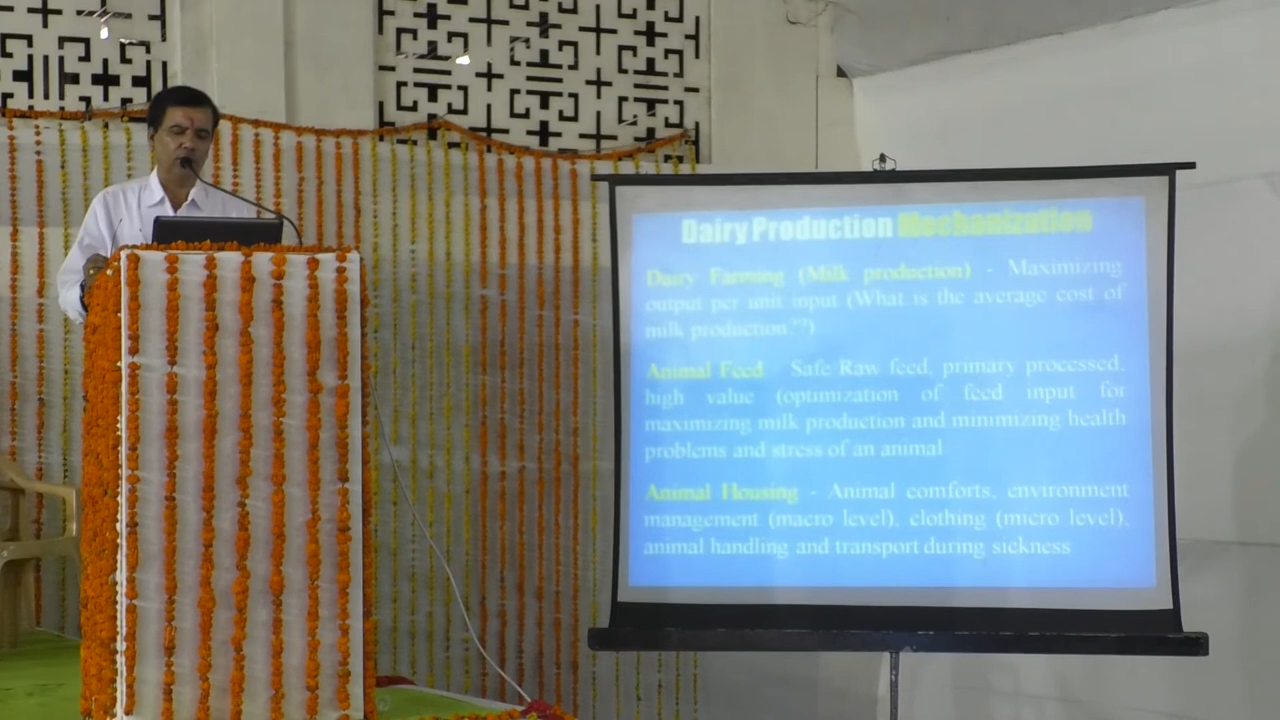 Dairy Production Mechanization
Dairy Farming (Milk production) - Maximizing
output per unit input (What is the average cost of
milk production??)
Animal Feed - Safe Raw feed, primary processed,
high value (optimization of feed input for
maximizing milk production and minimizing health
problems and stress of an animal
Animal Housing - Animal comforts, environment
management (macro level), clothing (micro level),
animal handling and transport during sickness